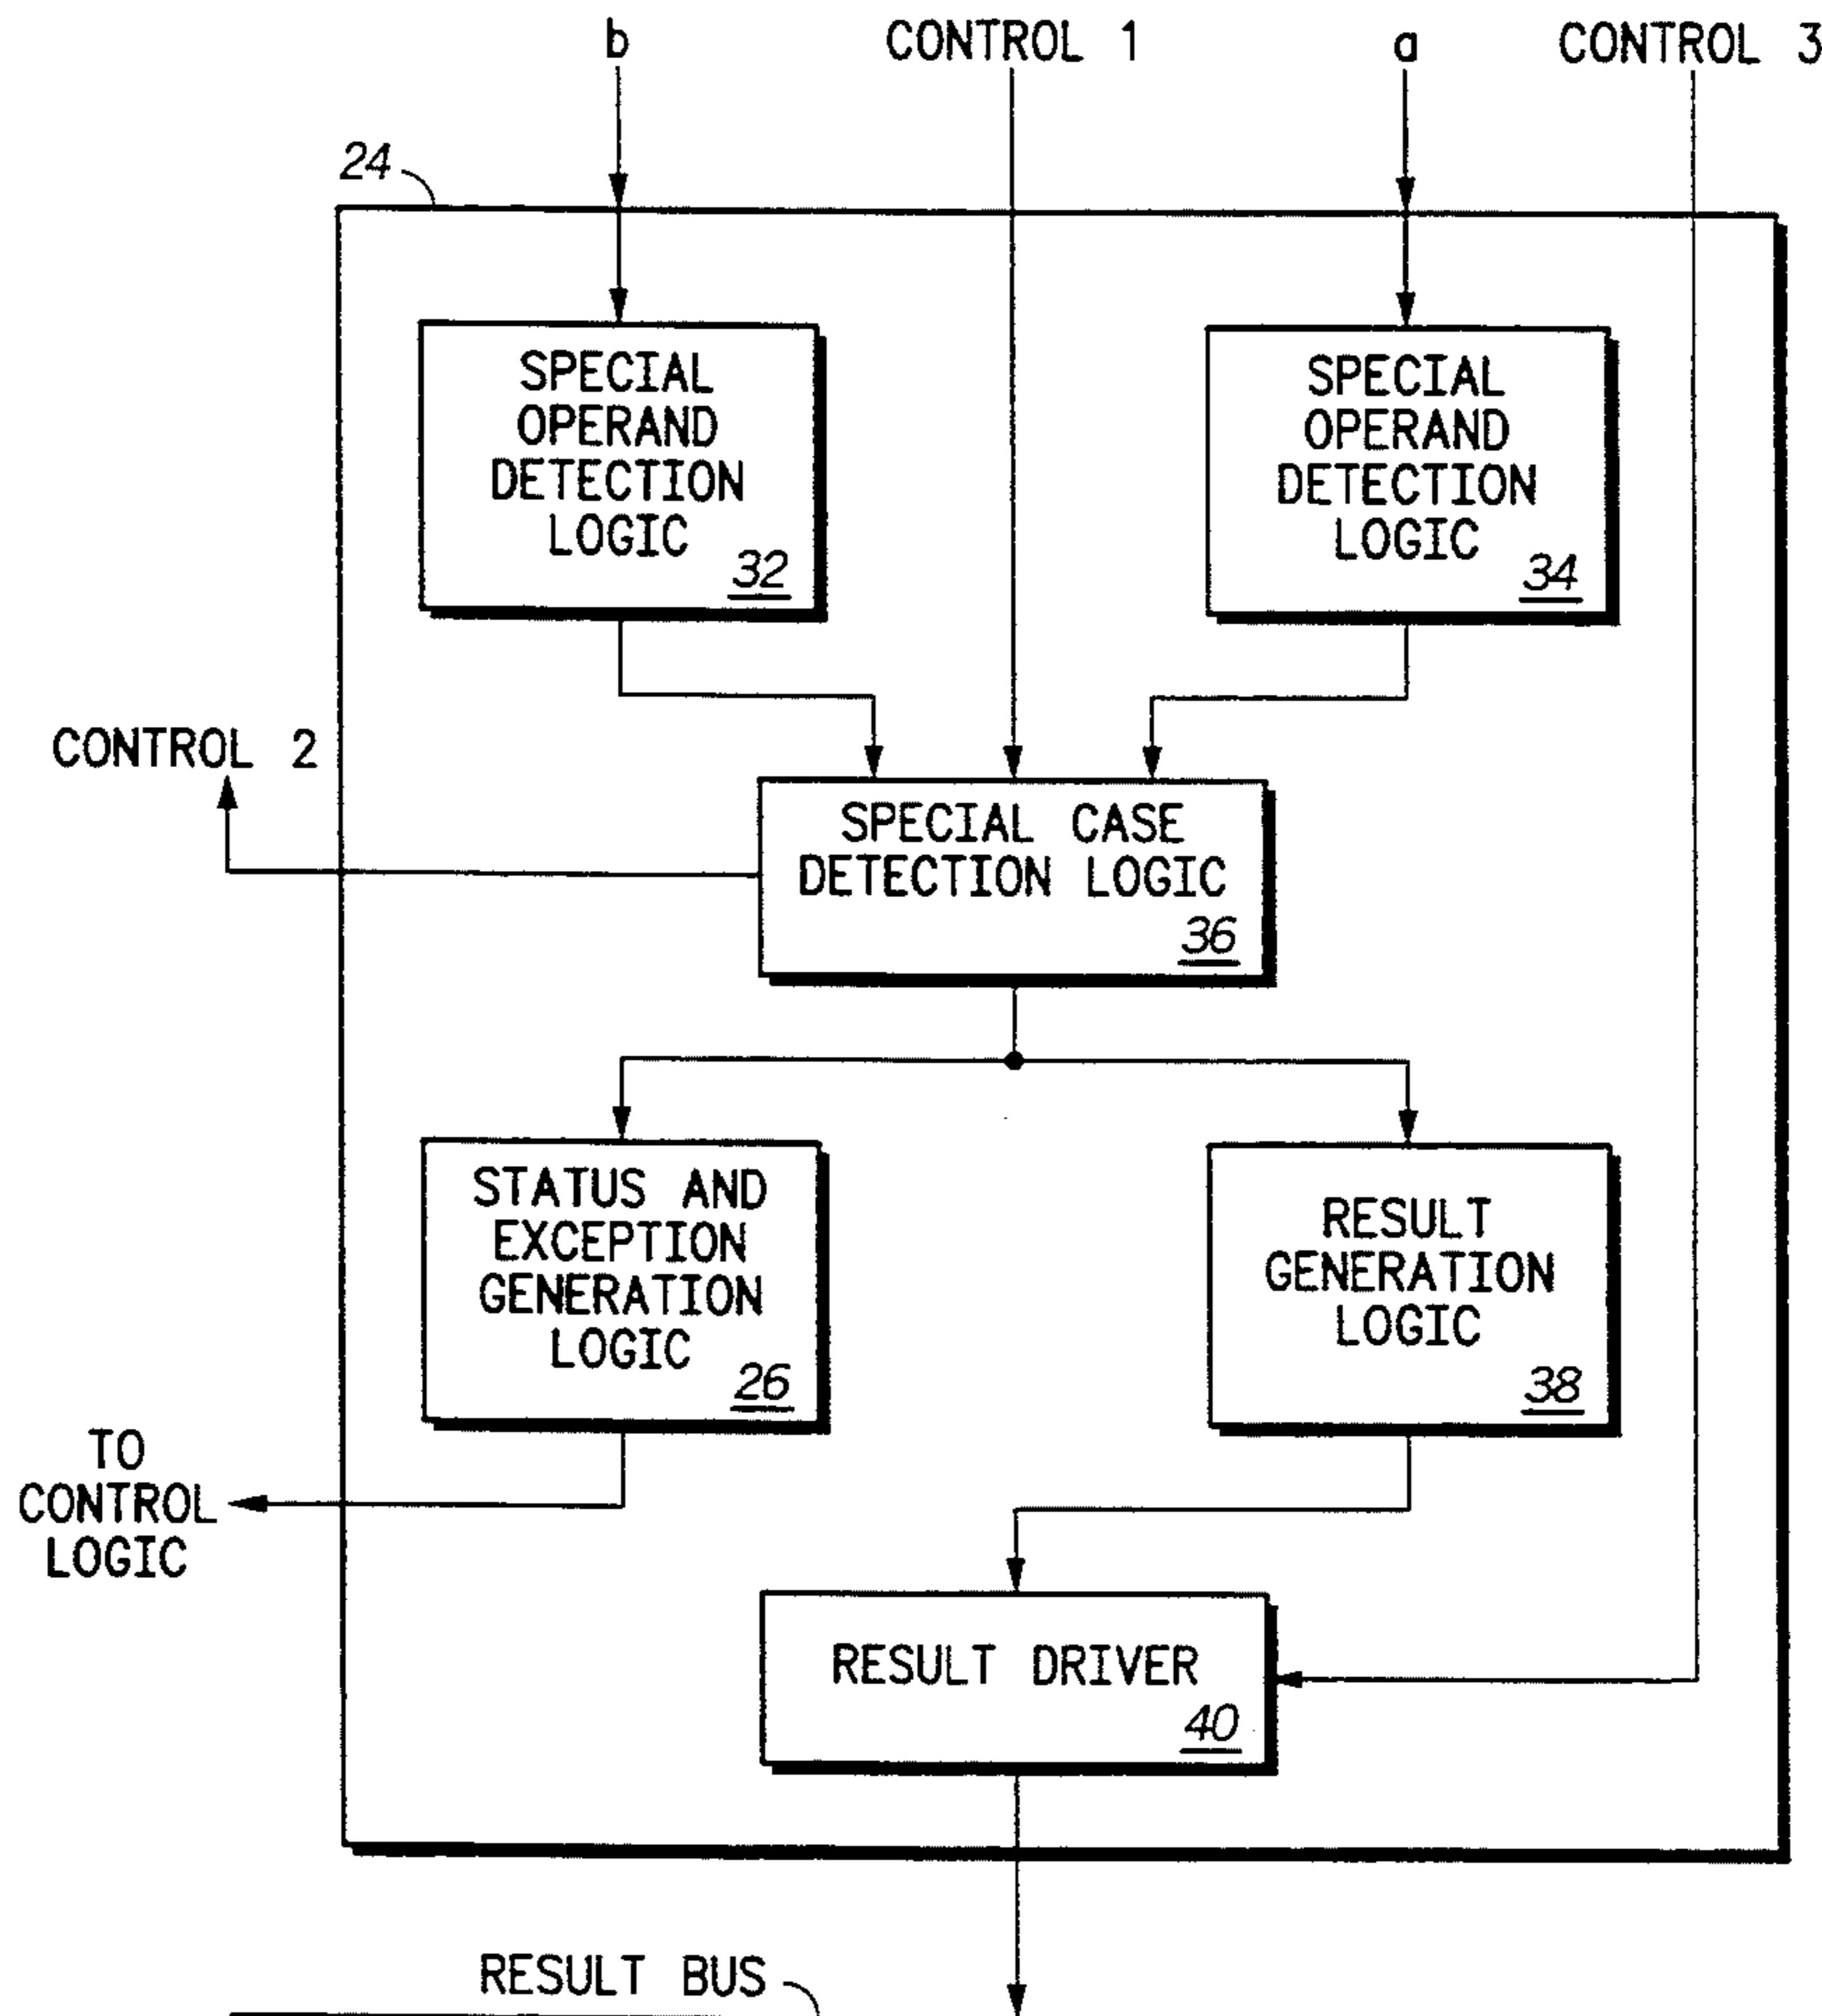 b
CONTROL 1
a
CONTROL 3
24
SPECIAL
OPERAND
DETECTION
LOGIC
32
SPECIAL
OPERAND
DETECTION
LOGIC
34
CONTROL 2
SPECIAL CASE
DETECTION LOGIC
36
STATUS AND
EXCEPTION
GENERATION
LOGIC
26
RESULT
GENERATION
LOGIC
38
TO
CONTROL
LOGIC
RESULT DRIVER
40
RESULT BUS